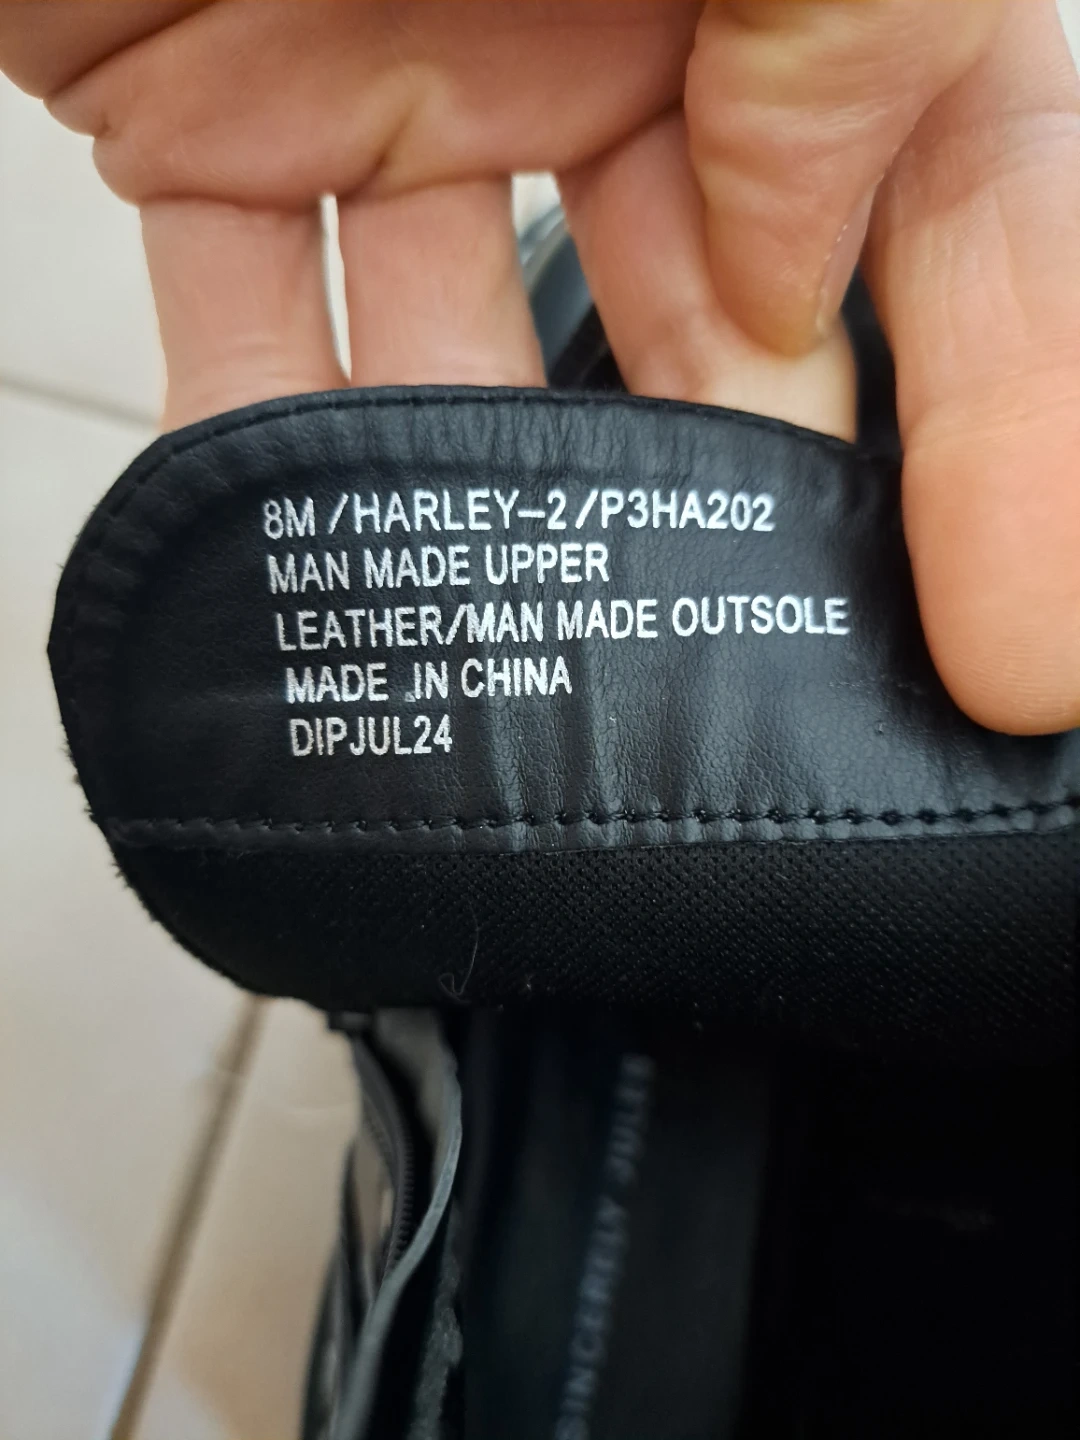 8M /HARLEY-2/P3HA202
MAN MADE UPPER
LEATHER/MAN MADE OUTSOLE
MADE IN CHINA
DIPJUL24
SINCERELY JULES